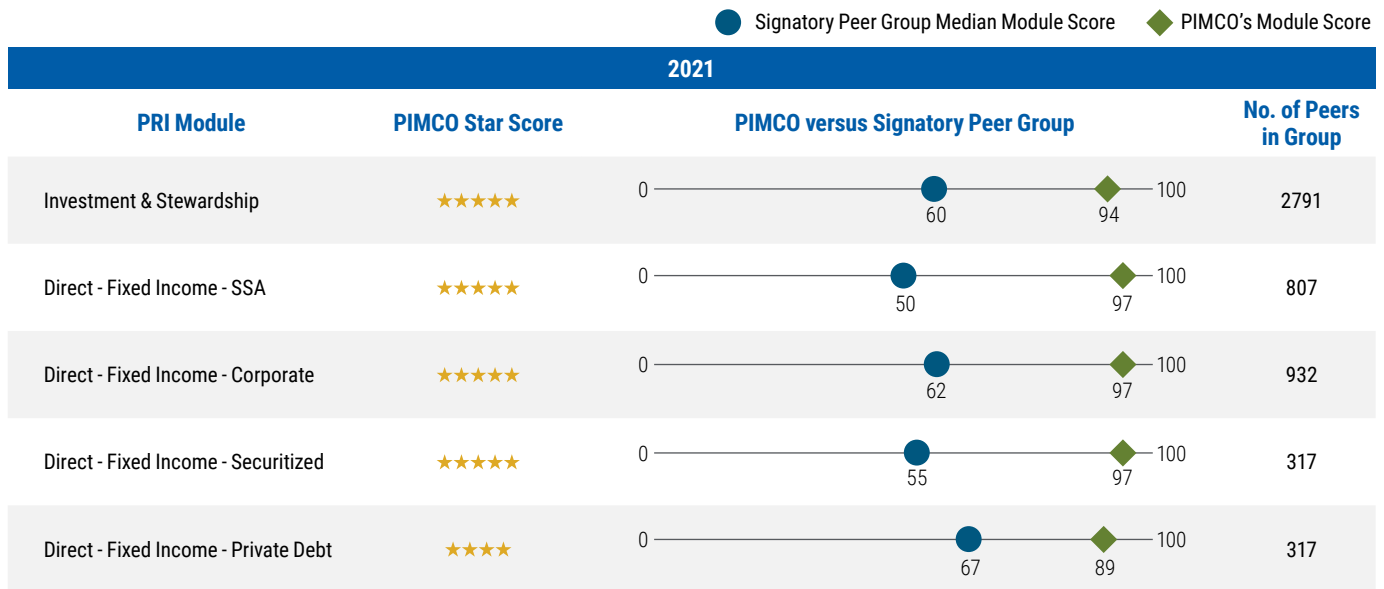 Signatory Peer Group Median Module Score PIMCO's Module Score
2021
PRI Module PIMCO Star Score PIMCO versus Signatory Peer Group No. of Peers
in Group
Investment & Stewardship ★★★★★ 0 100 2791
60 94
Direct - Fixed Income - SSA ★★★★★ 0 100 807
50 97
Direct - Fixed Income - Corporate ★★★★★ 0 100 932
62 97
Direct - Fixed Income - Securitized ★★★★★ 0 100 317
55 97
Direct - Fixed Income - Private Debt ★★★★ 0 100 317
67 89